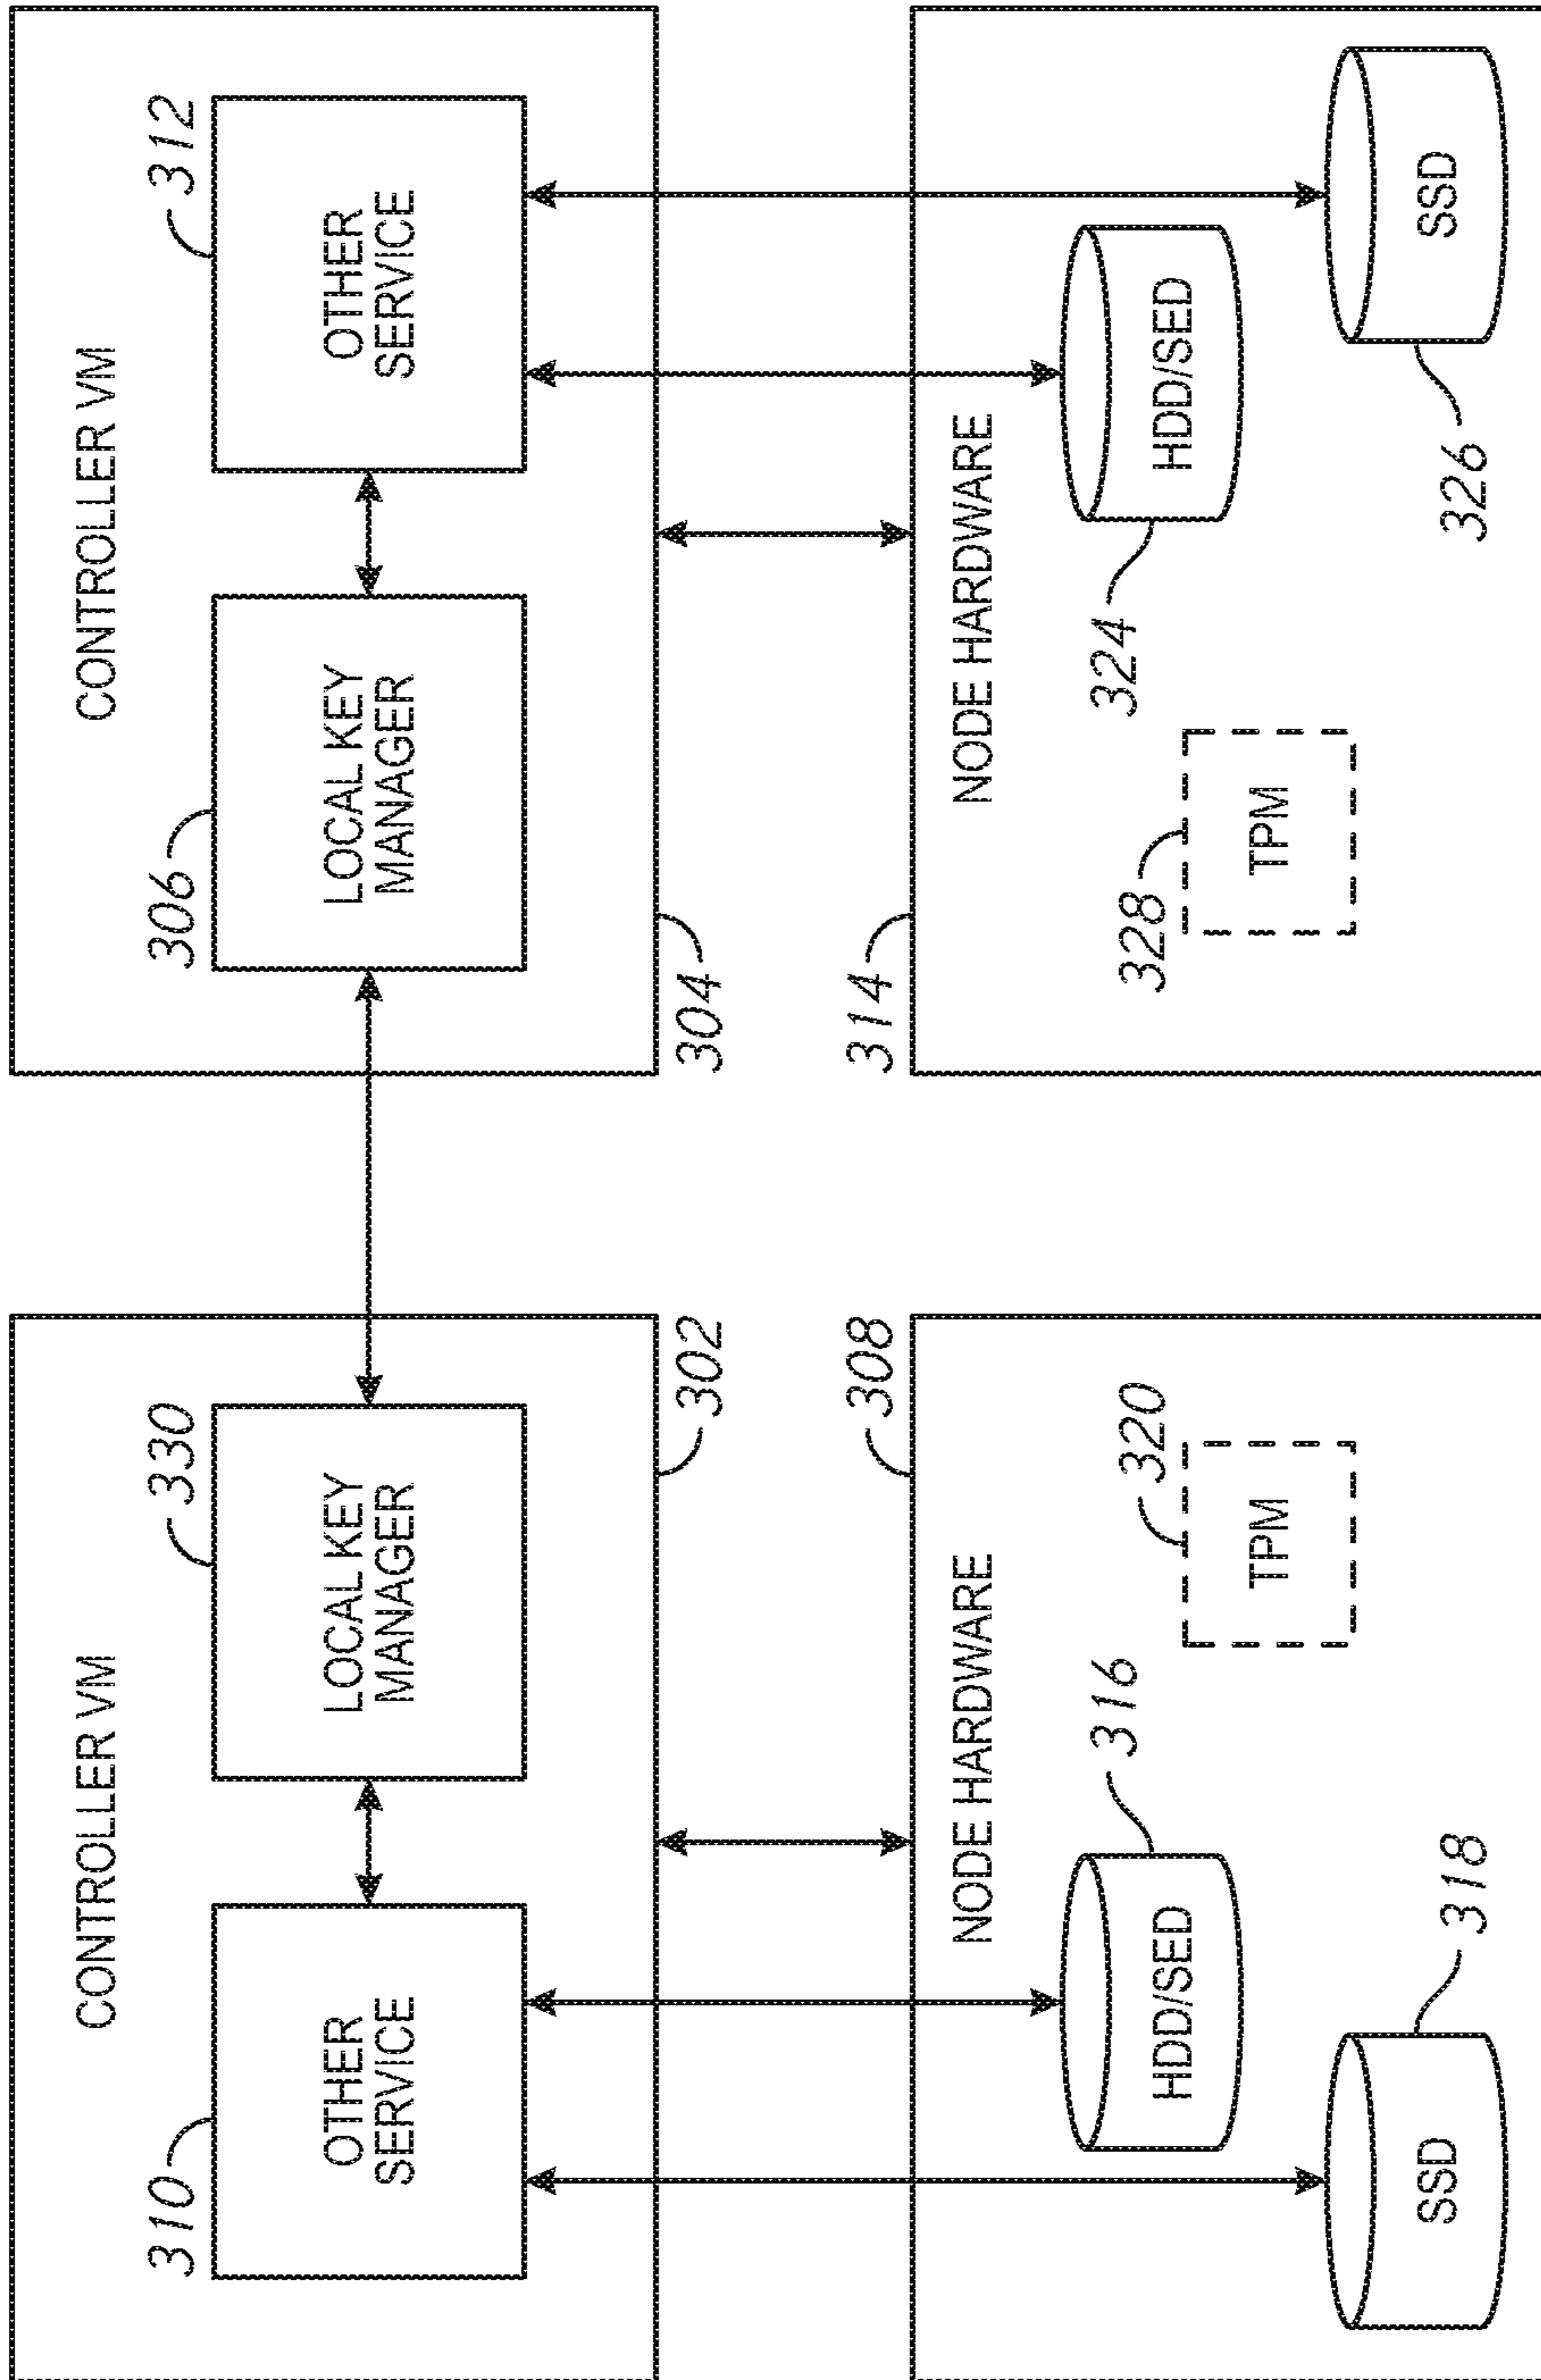 CONTROLLER VM
310
OTHER
SERVICE
330
LOCAL KEY
MANAGER
302
308
NODE HARDWARE
316
HDD/SED
320
TPM
318
SSD
CONTROLLER VM
306
LOCAL KEY
MANAGER
312
OTHER
SERVICE
304
314
NODE HARDWARE
328
TPM
324
HDD/SED
326
SSD